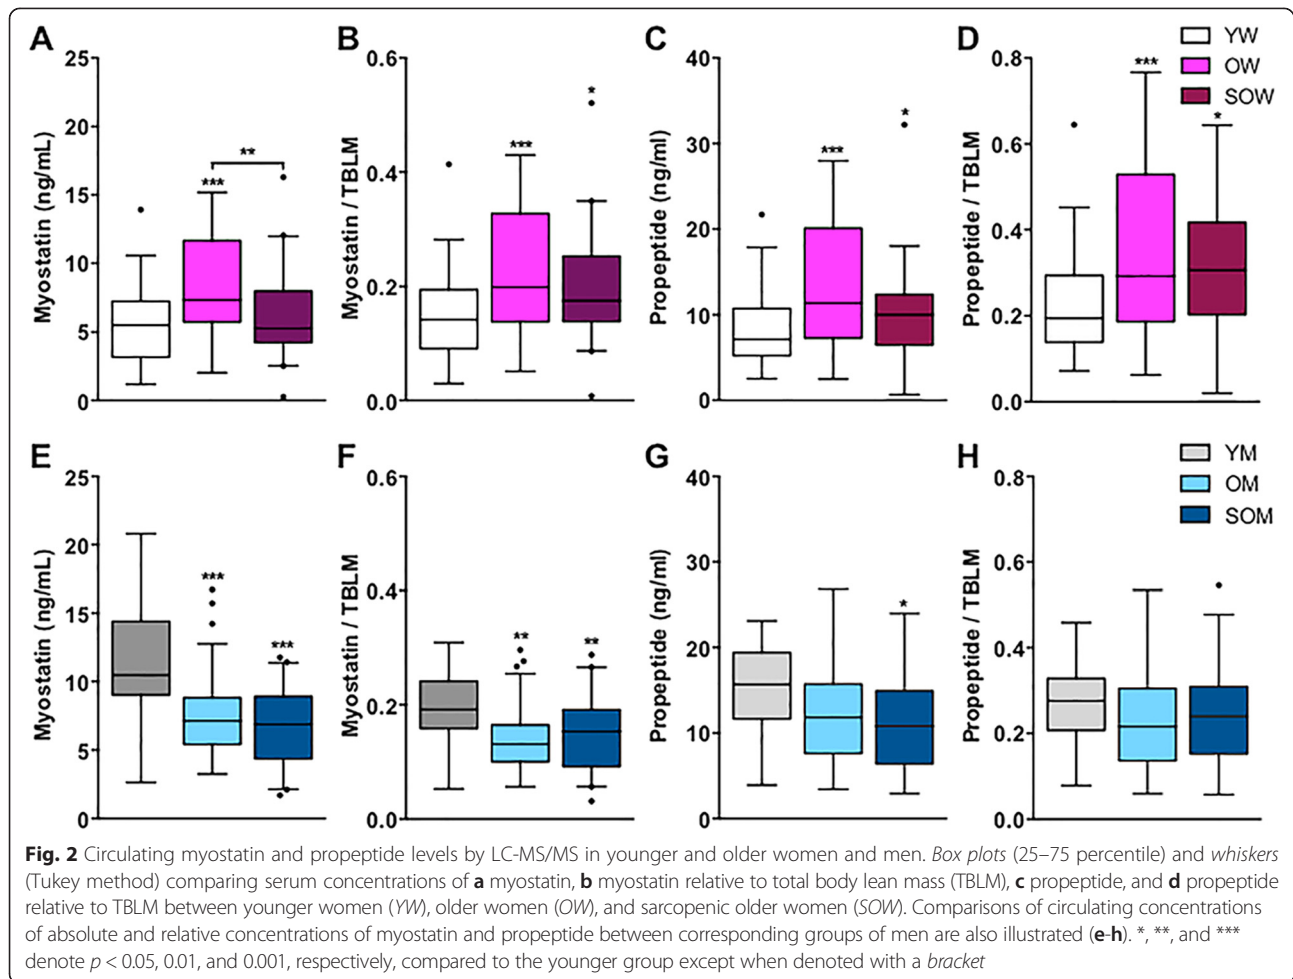 A
B
C
D
YW
OW
SOW
25
20
15
10
5
0
Myostatin (ng/mL)
***
**
0.6
0.4
0.2
0.0
Myostatin / TBLM
***
*
40
30
20
10
0
Propeptide (ng/ml)
***
*
0.8
0.6
0.4
0.2
0.0
Propeptide / TBLM
***
*
E
F
G
H
YM
OM
SOM
25
20
15
10
5
0
Myostatin (ng/mL)
***
***
0.6
0.4
0.2
0.0
Myostatin / TBLM
**
**
40
30
20
10
0
Propeptide (ng/ml)
*
0.8
0.6
0.4
0.2
0.0
Propeptide / TBLM
Fig. 2 Circulating myostatin and propeptide levels by LC-MS/MS in younger and older women and men. Box plots (25–75 percentile) and whiskers
(Tukey method) comparing serum concentrations of a myostatin, b myostatin relative to total body lean mass (TBLM), c propeptide, and d propeptide
relative to TBLM between younger women (YW), older women (OW), and sarcopenic older women (SOW). Comparisons of circulating concentrations
of absolute and relative concentrations of myostatin and propeptide between corresponding groups of men are also illustrated (e-h). *, **, and ***
denote p < 0.05, 0.01, and 0.001, respectively, compared to the younger group except when denoted with a bracket